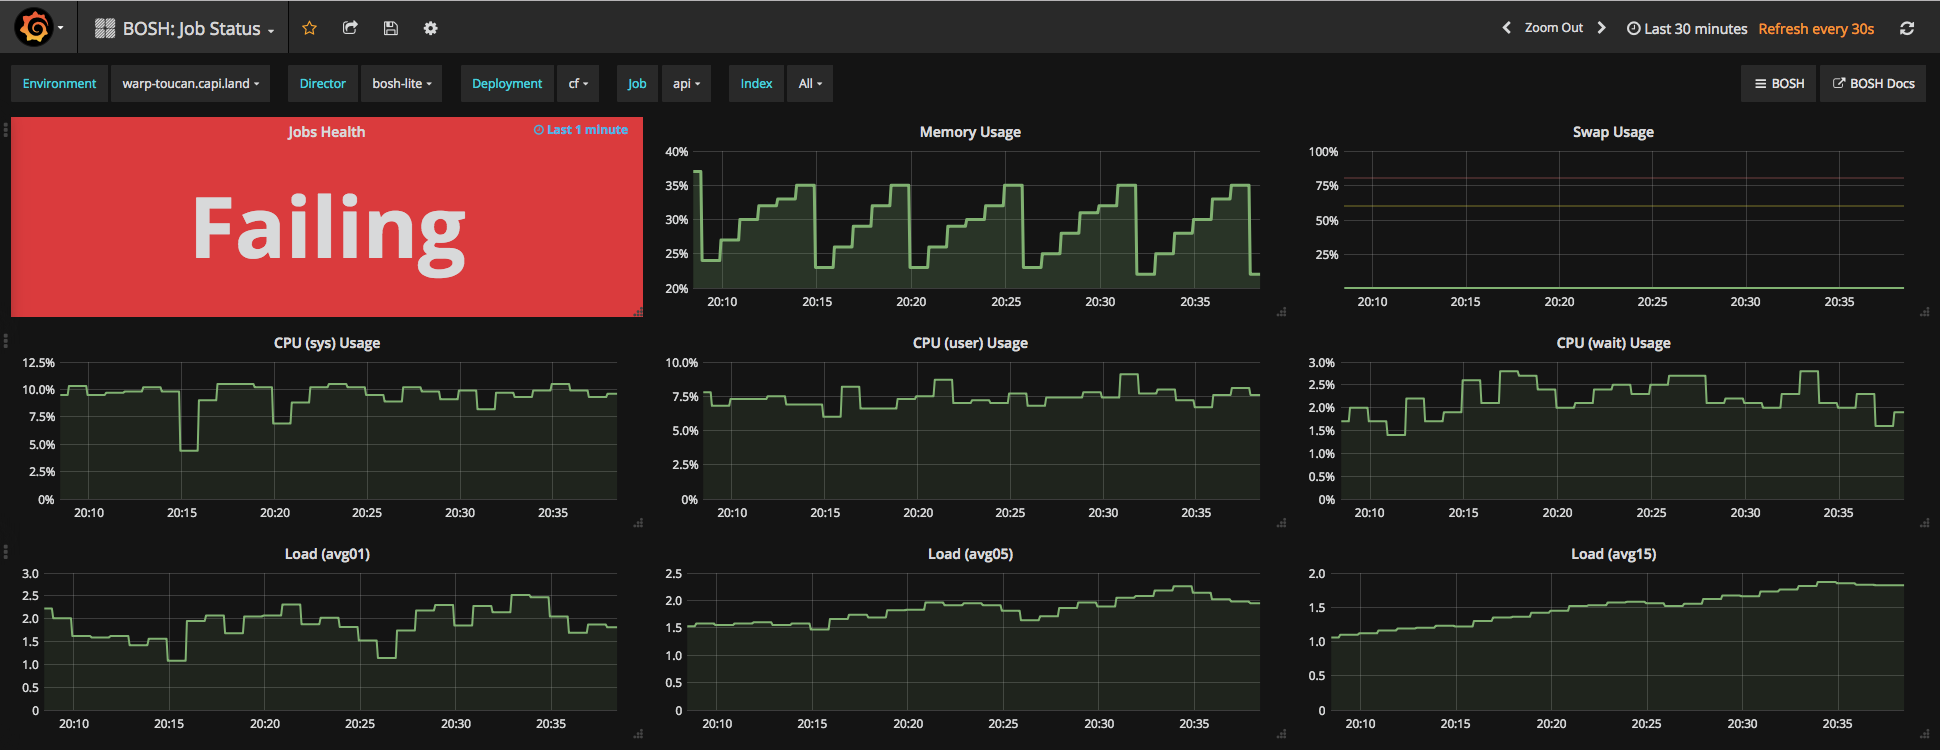 BOSH: Job Status
Zoom Out
Last 30 minutes
Refresh every 30s
Environment
warp-toucan.capi.land
Director
bosh-lite
Deployment
cf
Job
api
Index
All
BOSH
BOSH Docs
Jobs Health
Last 1 minute
Failing
Memory Usage
40%
35%
30%
25%
20%
20:10 20:15 20:20 20:25 20:30 20:35
Swap Usage
100%
75%
50%
25%
20:10 20:15 20:20 20:25 20:30 20:35
CPU (sys) Usage
12.5%
10.0%
7.5%
5.0%
2.5%
0%
20:10 20:15 20:20 20:25 20:30 20:35
CPU (user) Usage
10.0%
7.5%
5.0%
2.5%
0%
20:10 20:15 20:20 20:25 20:30 20:35
CPU (wait) Usage
3.0%
2.5%
2.0%
1.5%
1.0%
0.5%
0%
20:10 20:15 20:20 20:25 20:30 20:35
Load (avg01)
3.0
2.5
2.0
1.5
1.0
0.5
0
20:10 20:15 20:20 20:25 20:30 20:35
Load (avg05)
2.5
2.0
1.5
1.0
0.5
0
20:10 20:15 20:20 20:25 20:30 20:35
Load (avg15)
2.0
1.5
1.0
0.5
0
20:10 20:15 20:20 20:25 20:30 20:35